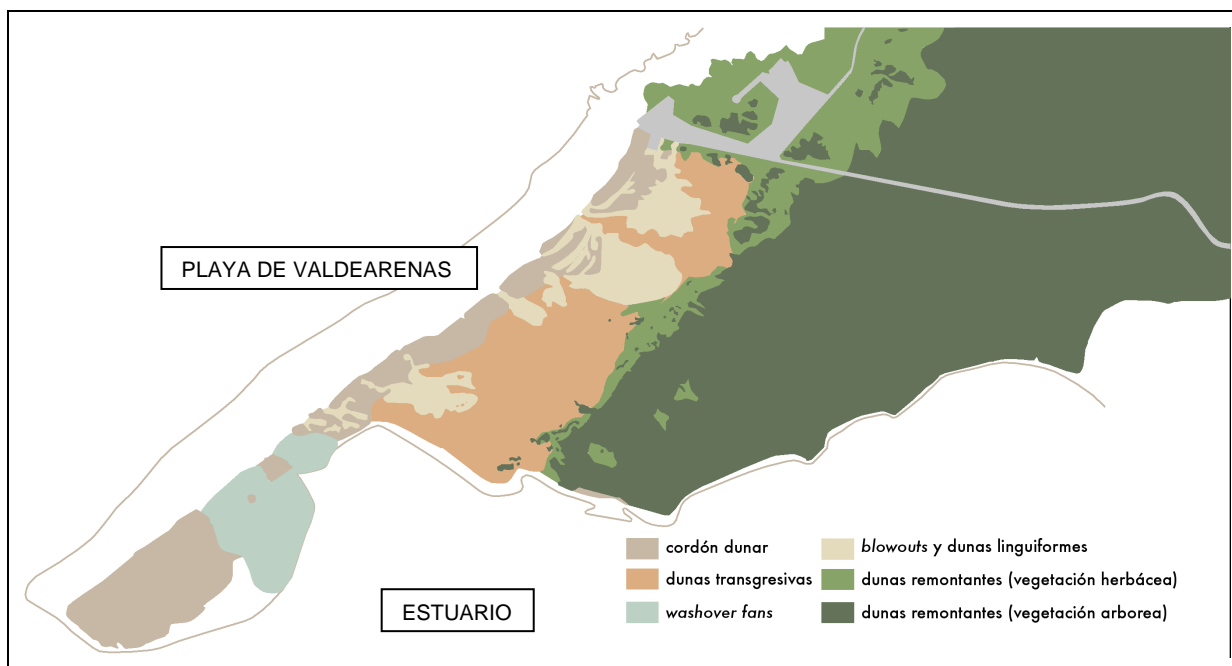 PLAYA DE VALDEARENAS
ESTUARIO
cordón dunar
dunas transgresivas
washover fans
blowouts y dunas linguiformes
dunas remontantes (vegetación herbácea)
dunas remontantes (vegetación arborea)